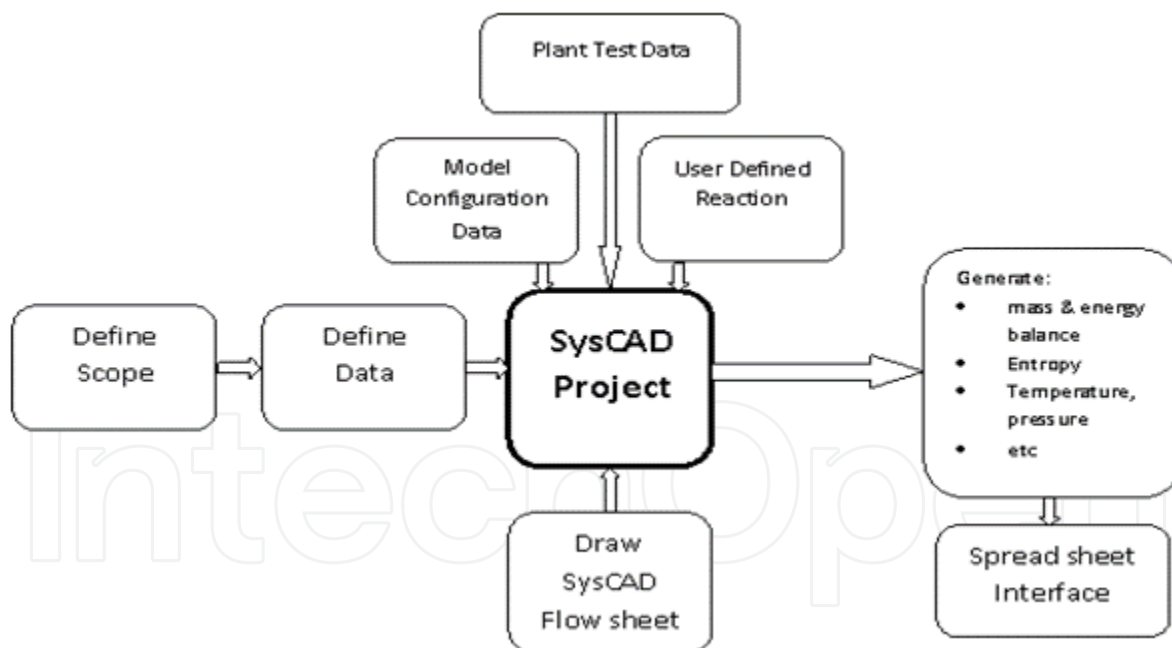 Plant Test Data
Model
Configuration
Data
User Defined
Reaction
Define
Scope
Define
Data
SysCAD
Project
Generate:
• mass & energy
balance
• Entropy
• Temperature,
pressure
• etc
Draw
SysCAD
Flow sheet
Spread sheet
Interface
IntechOpen